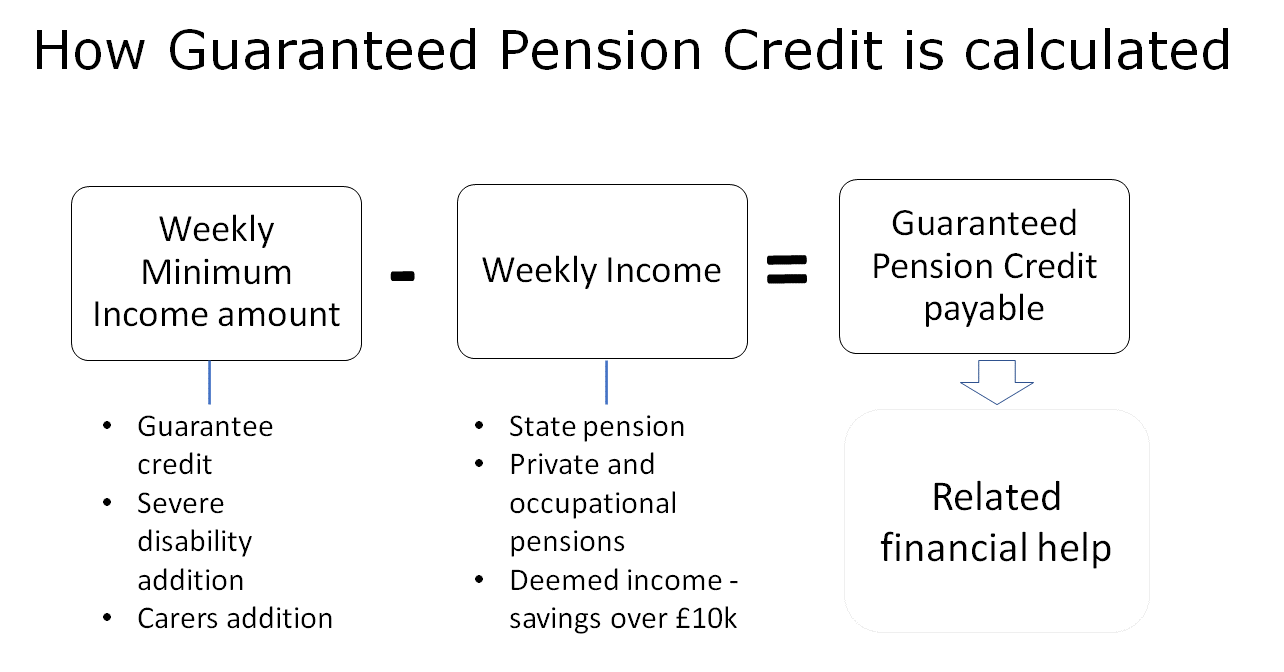 How Guaranteed Pension Credit is calculated
Weekly
Minimum
Income amount
-
Weekly Income
=
Guaranteed
Pension Credit
payable
• Guarantee
credit
• Severe
disability
addition
• Carers addition
• State pension
• Private and
occupational
pensions
• Deemed income -
savings over £10k
Related
financial help